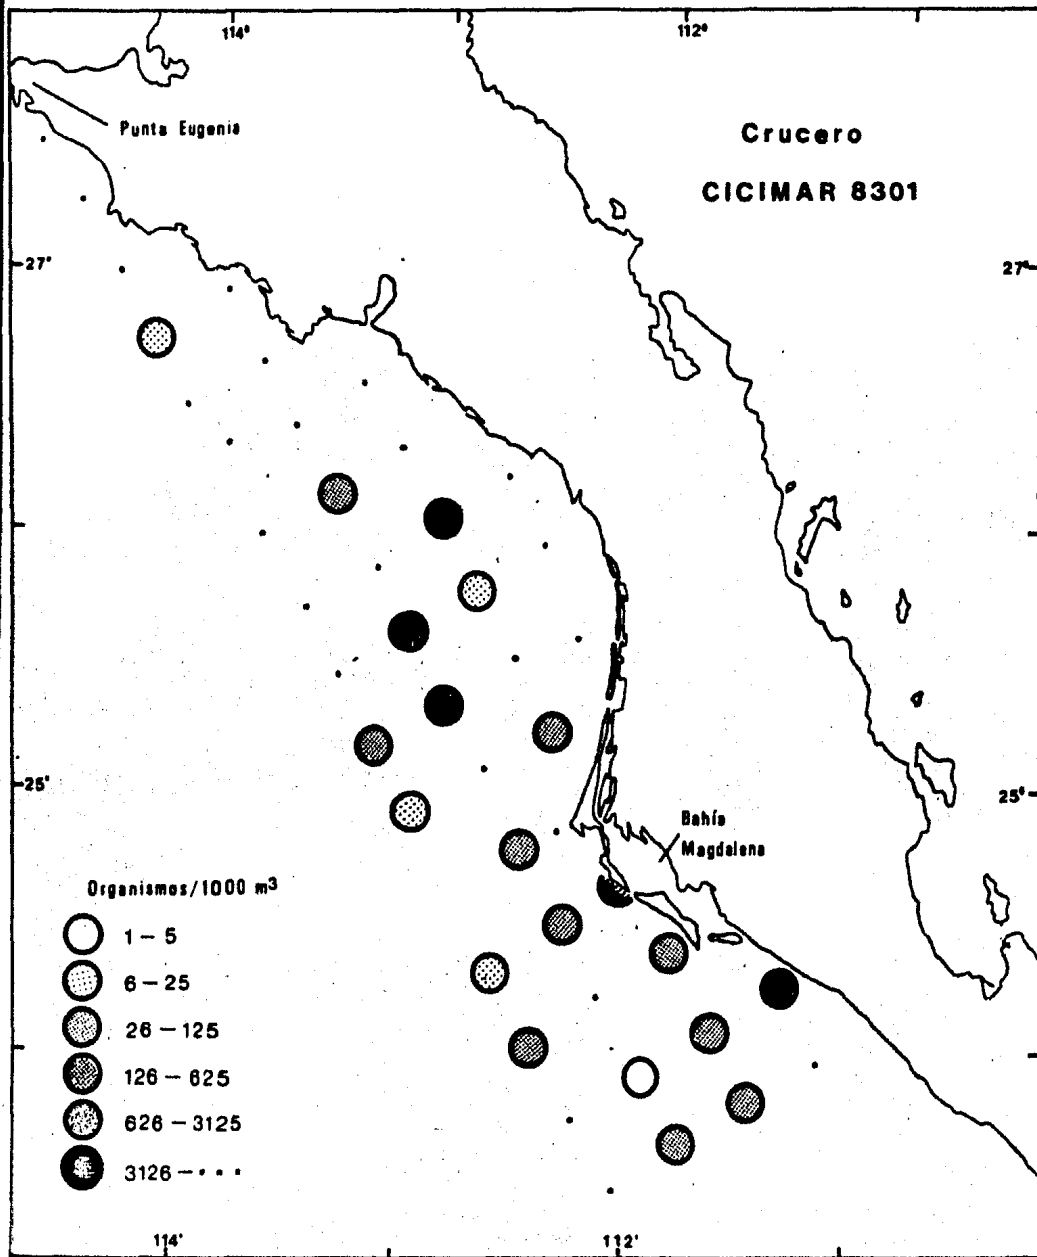 114°
112°
Punta Eugenia
Crucero
CICIMAR 8301
27°
27°
25°
25°
Bahía
Magdalena
Organismos/1000 m³
1 – 5
6 – 25
26 – 125
126 – 625
626 – 3125
3126 – • • •
114'
112'